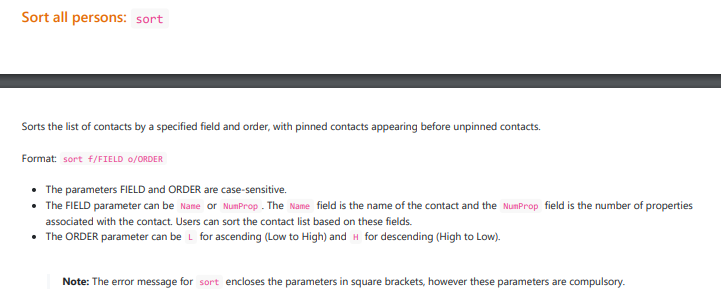 Sort all persons: sort
Sorts the list of contacts by a specified field and order, with pinned contacts appearing before unpinned contacts.
Format: sort f/FIELD o/ORDER
• The parameters FIELD and ORDER are case-sensitive.
• The FIELD parameter can be Name or NumProp . The Name field is the name of the contact and the NumProp field is the number of properties
associated with the contact. Users can sort the contact list based on these fields.
• The ORDER parameter can be L for ascending (Low to High) and H for descending (High to Low).
Note: The error message for sort encloses the parameters in square brackets, however these parameters are compulsory.